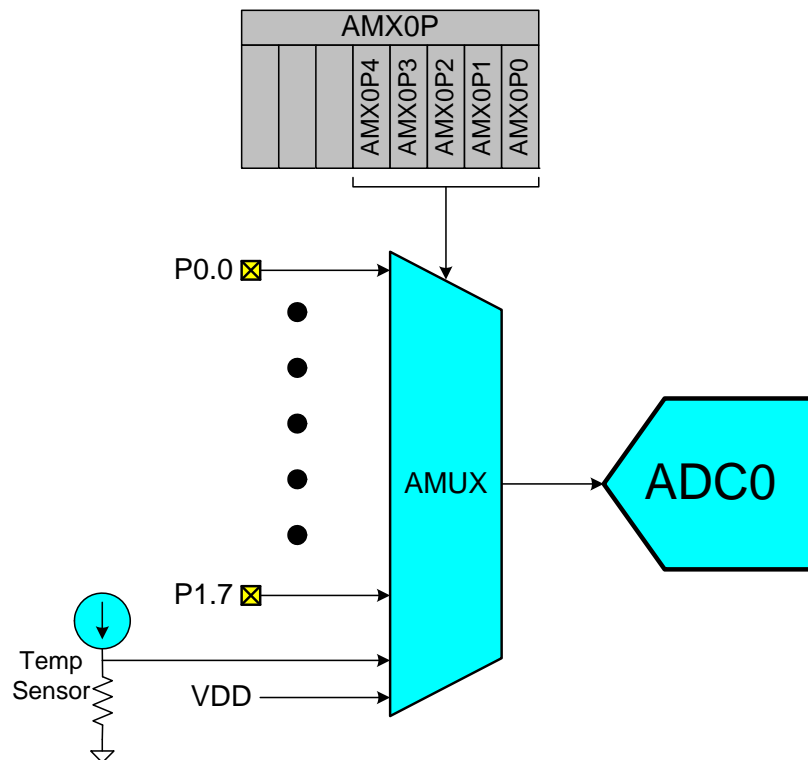 AMX0P
AMX0P4
AMX0P3
AMX0P2
AMX0P1
AMX0P0
P0.0
AMUX
ADC0
P1.7
Temp
Sensor
VDD